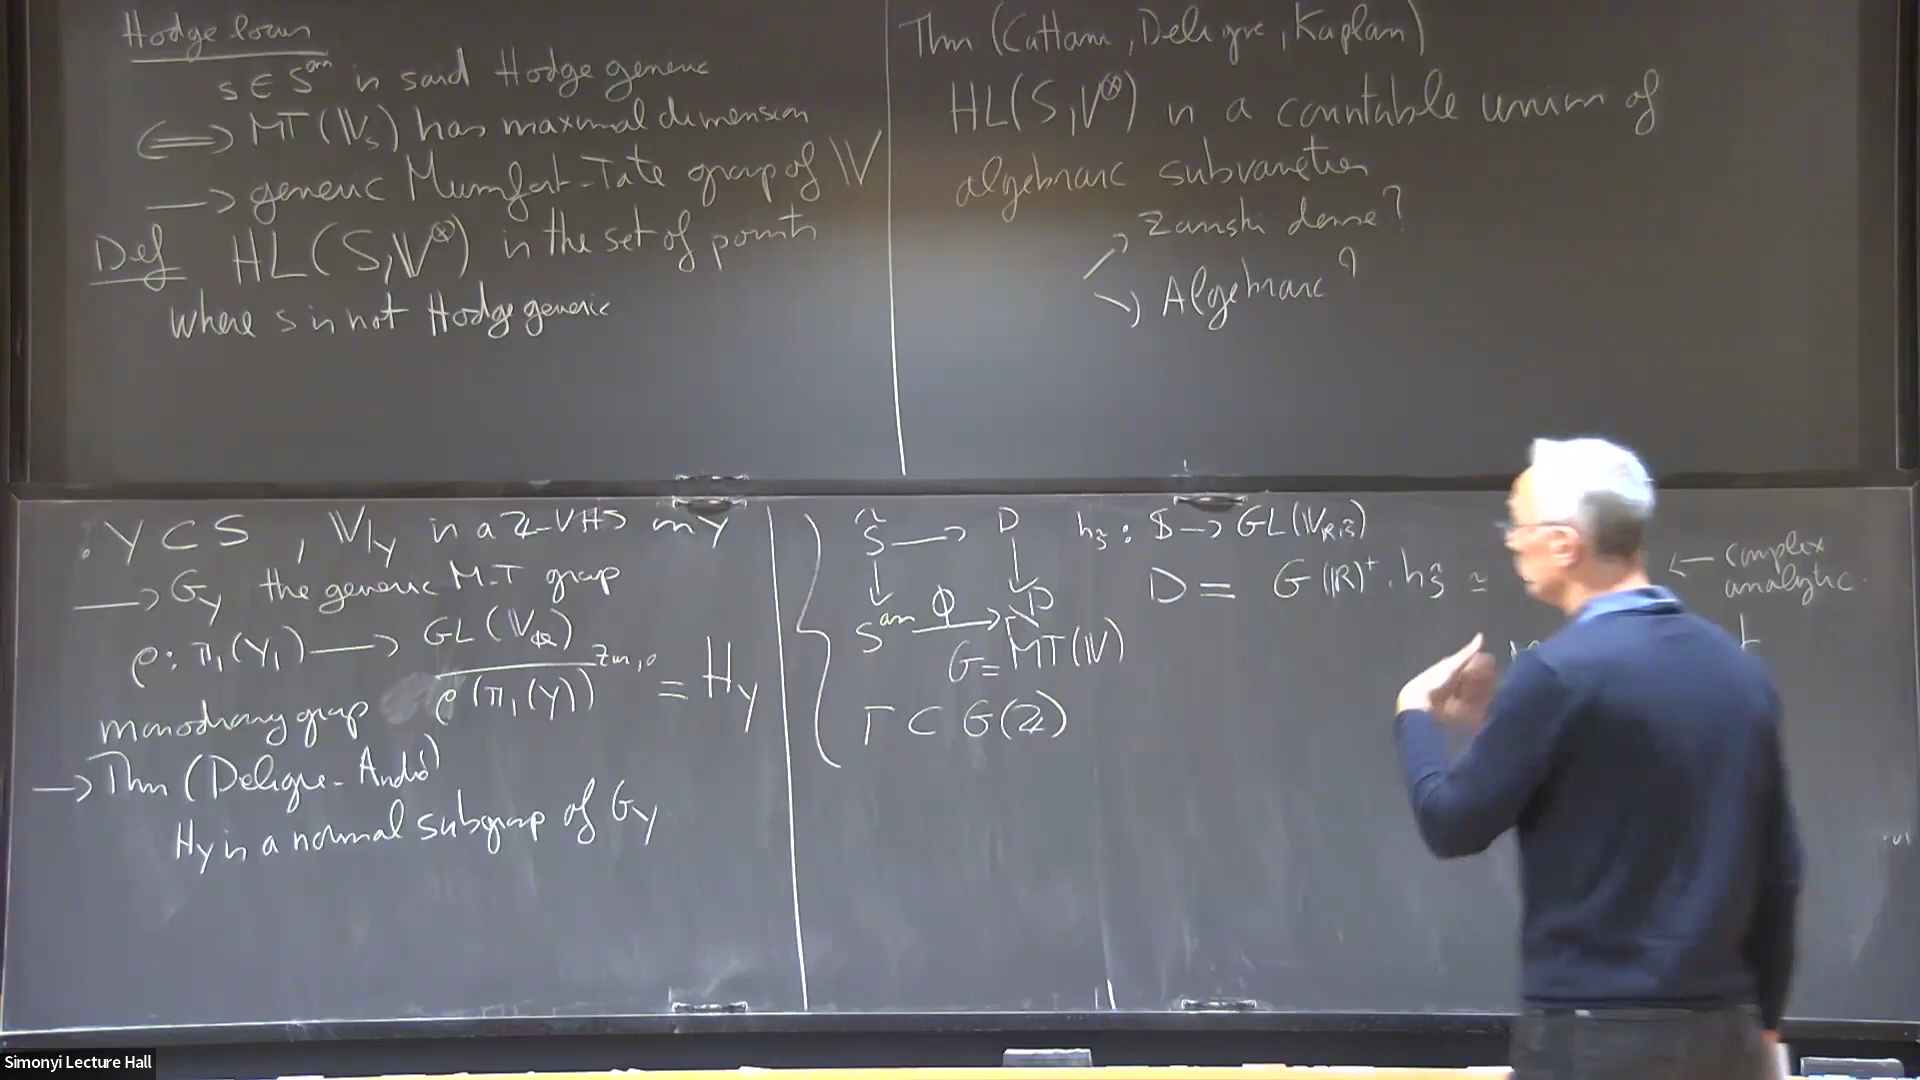 Hodge locus
s ∈ S^an is said Hodge generic
⟺ MT(𝕍_s) has maximal dimension
→ generic Mumford-Tate group of 𝕍
Def HL(S,𝕍^⊗) is the set of points
where s is not Hodge generic
Thm (Cattani, Deligne, Kaplan)
HL(S,𝕍^⊗) is a countable union of
algebraic subvarieties
→ Zariski dense?
→ Algebraic?
. Y ⊂ S , 𝕍|_Y is a ℤ-VHS on Y
→ G_Y the generic M-T group
ρ: π_1(Y,) → GL(𝕍_ℚ)
monodromy group \overline{ρ(π_1(Y))}^{Zar,0} = H_Y
→ Thm (Deligne-André)
H_Y is a normal subgroup of G_Y
S̃ → D
↓ ↓
S^an Φ→ Γ\D
G = MT(𝕍)
Γ ⊂ G(ℤ)
h_s̃ : 𝕊 → GL(𝕍_{ℝ,s̃})
D = G(ℝ)^+ . h_s̃ ≃
← complex
analytic.